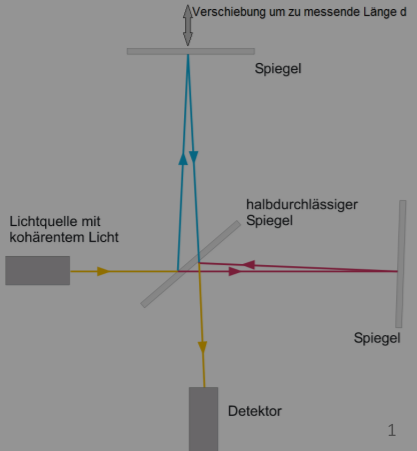 Verschiebung um zu messende Länge d
Spiegel
halbdurchlässiger
Spiegel
Lichtquelle mit
kohärentem Licht
Spiegel
Detektor
1